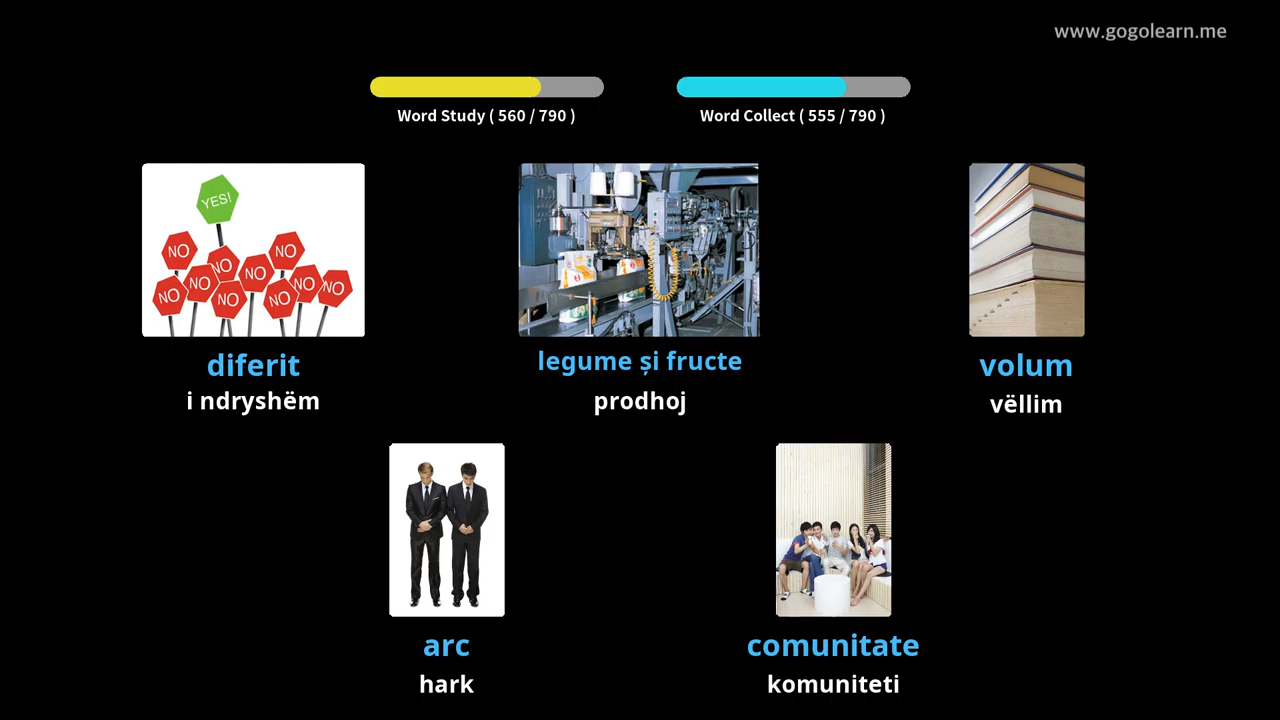 www.gogolearn.me
Word Study ( 560 / 790 )
Word Collect ( 555 / 790 )
YES!
NO
NO
NO
NO
NO
NO
NO
NO
NO
NO
diferit
i ndryshëm
legume și fructe
prodhoj
volum
vëllim
arc
hark
comunitate
komuniteti